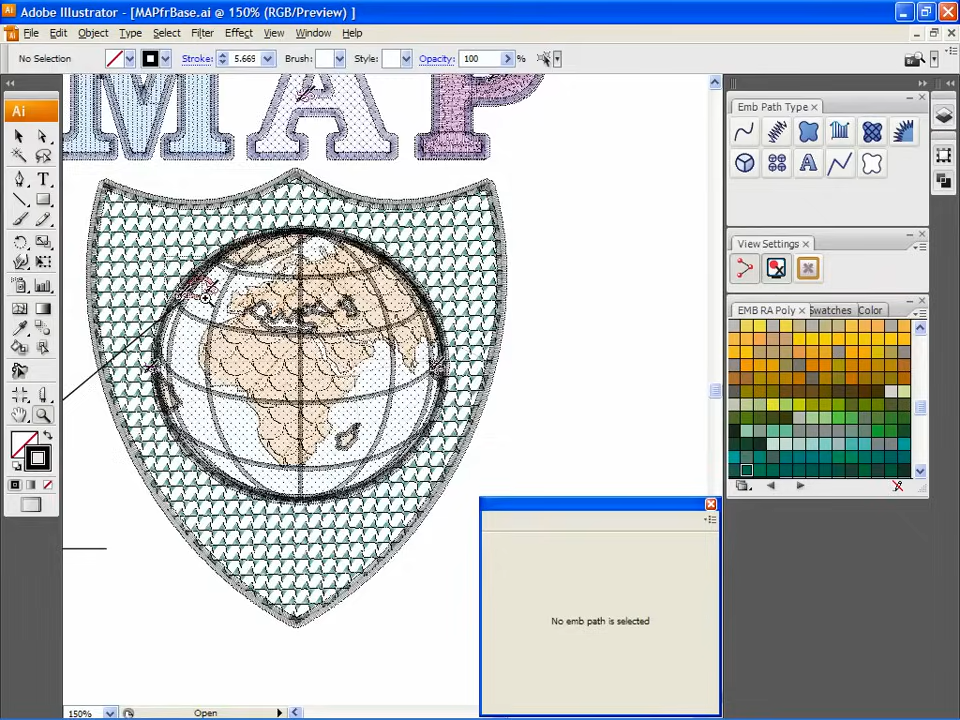 Adobe Illustrator - [MAPfrBase.ai @ 150% (RGB/Preview) ]
File Edit Object Type Select Filter Effect View Window Help
No Selection Stroke: 5.669 Brush: Style: Opacity: 100 %
Ai
MAP
Emb Path Type
A
View Settings
EMB RA Poly Swatches Color
No emb path is selected
150% Open